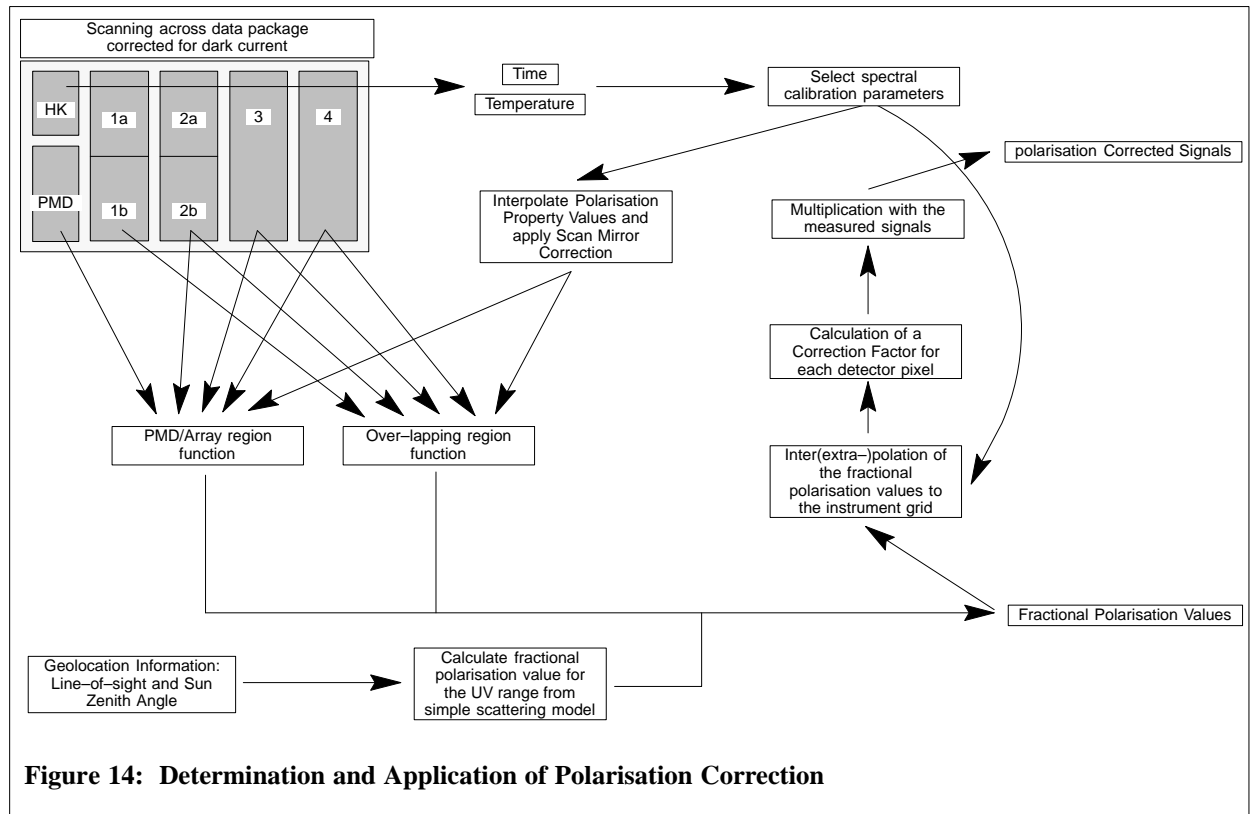 Scanning across data package
corrected for dark current
HK
1a
2a
3
4
PMD
1b
2b
Time
Temperature
Select spectral
calibration parameters
polarisation Corrected Signals
Interpolate Polarisation
Property Values and
apply Scan Mirror
Correction
Multiplication with the
measured signals
Calculation of a
Correction Factor for
each detector pixel
PMD/Array region
function
Over–lapping region
function
Inter(extra–)polation of
the fractional
polarisation values to
the instrument grid
Fractional Polarisation Values
Geolocation Information:
Line–of–sight and Sun
Zenith Angle
Calculate fractional
polarisation value for
the UV range from
simple scattering model
Figure 14: Determination and Application of Polarisation Correction